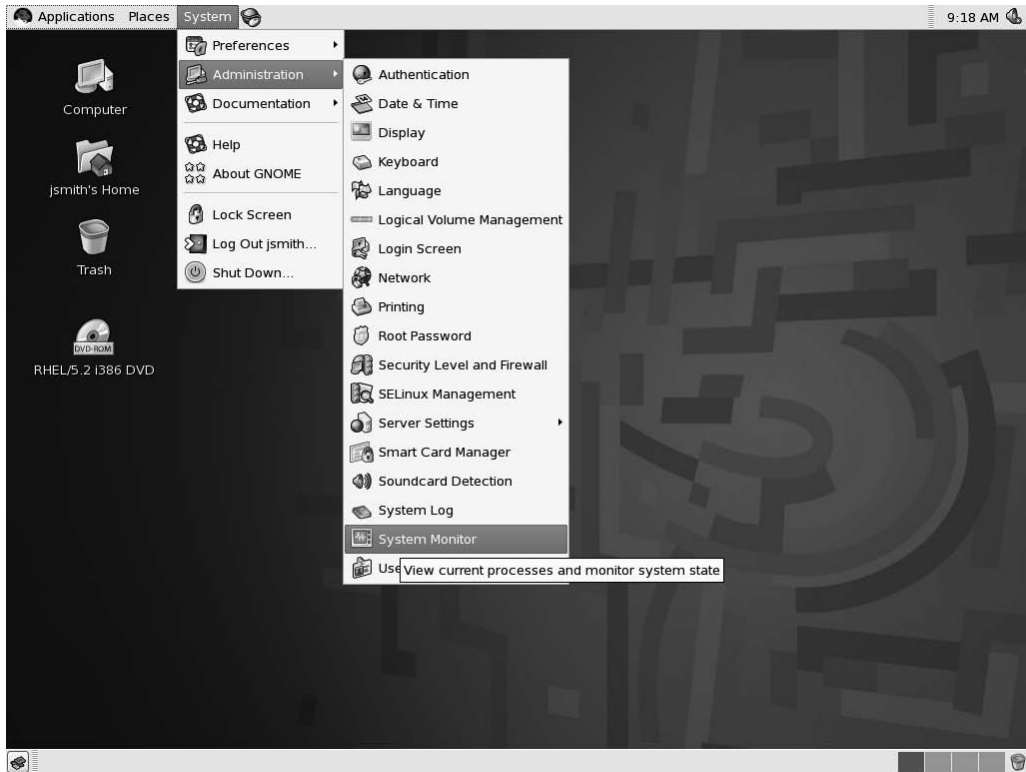 Applications Places System
9:18 AM
Preferences
Administration
Documentation
Help
About GNOME
Lock Screen
Log Out jsmith...
Shut Down...
Authentication
Date & Time
Display
Keyboard
Language
Logical Volume Management
Login Screen
Network
Printing
Root Password
Security Level and Firewall
SELinux Management
Server Settings
Smart Card Manager
Soundcard Detection
System Log
System Monitor
Use
View current processes and monitor system state
Computer
jsmith's Home
Trash
DVD-ROM
RHEL/5.2 i386 DVD